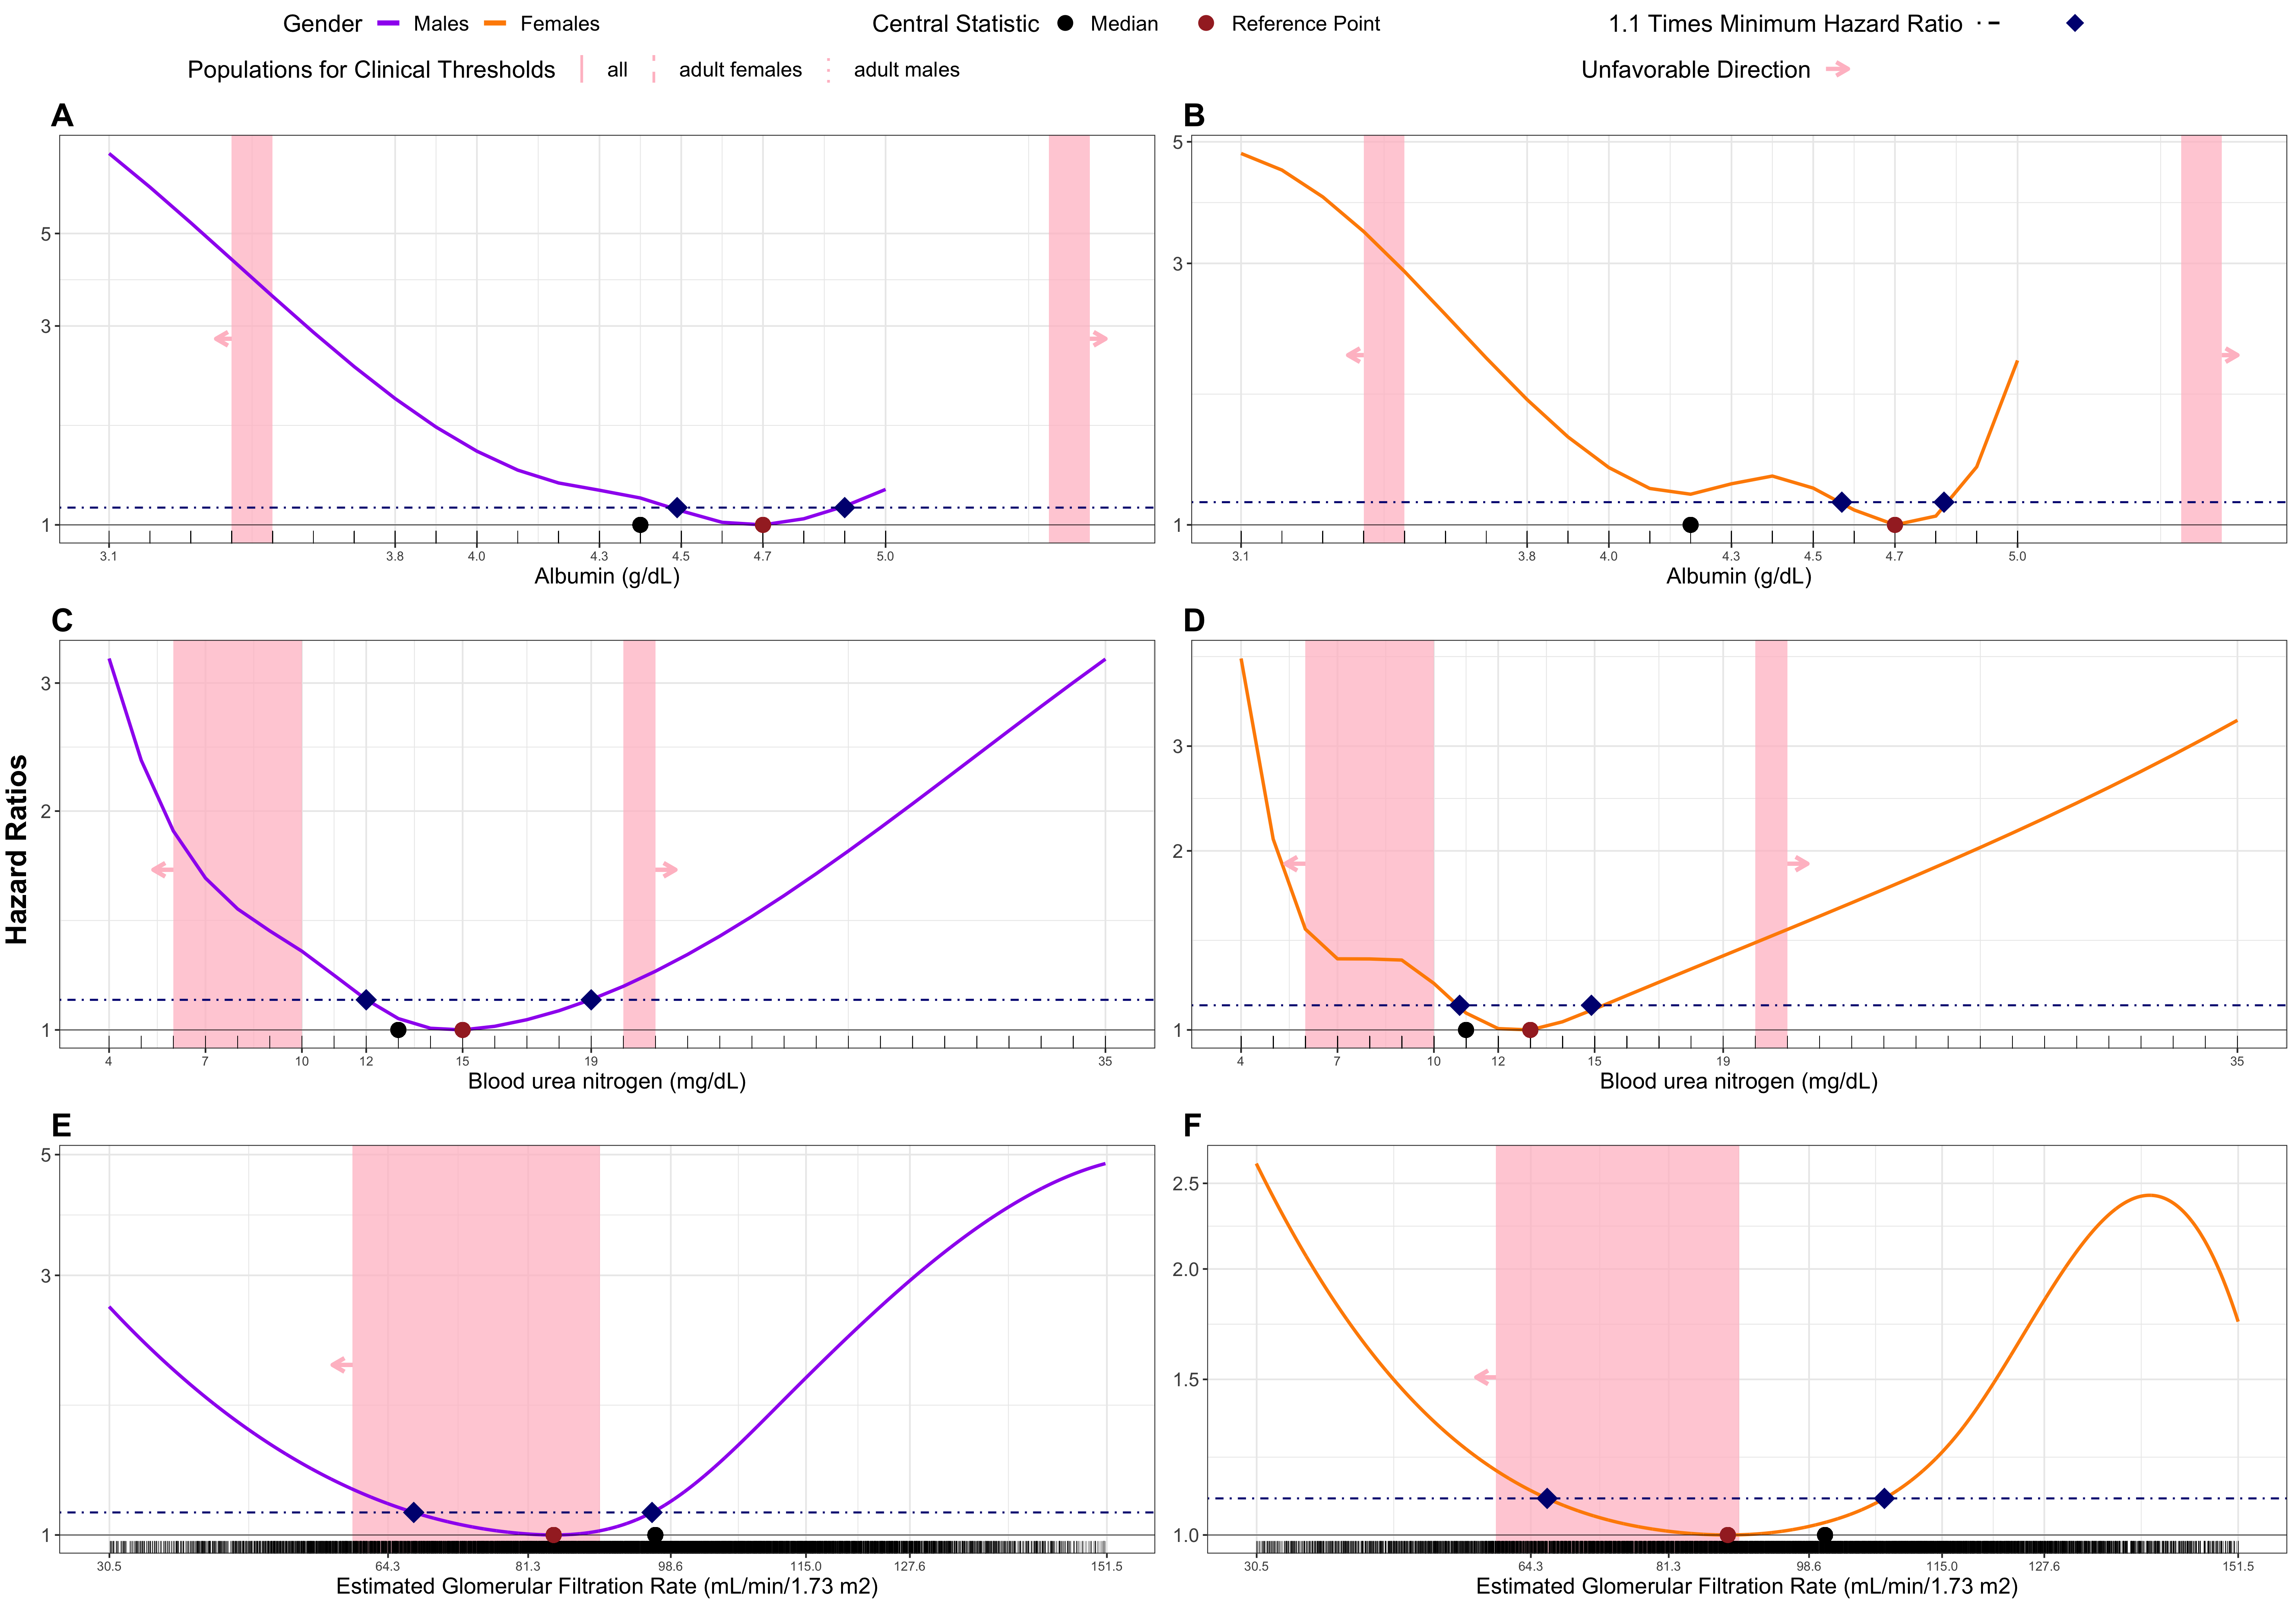 Gender Males Females Central Statistic Median Reference Point 1.1 Times Minimum Hazard Ratio
Populations for Clinical Thresholds all adult females adult males Unfavorable Direction
Hazard Ratios
A
5
3
1
3.1 3.8 4.0 4.3 4.5 4.7 5.0
Albumin (g/dL)
B
5
3
1
3.1 3.8 4.0 4.3 4.5 4.7 5.0
Albumin (g/dL)
C
3
2
1
4 7 10 12 15 19 35
Blood urea nitrogen (mg/dL)
D
3
2
1
4 7 10 12 15 19 35
Blood urea nitrogen (mg/dL)
E
5
3
1
30.5 64.3 81.3 98.6 115.0 127.6 151.5
Estimated Glomerular Filtration Rate (mL/min/1.73 m2)
F
2.5
2.0
1.5
1.0
30.5 64.3 81.3 98.6 115.0 127.6 151.5
Estimated Glomerular Filtration Rate (mL/min/1.73 m2)